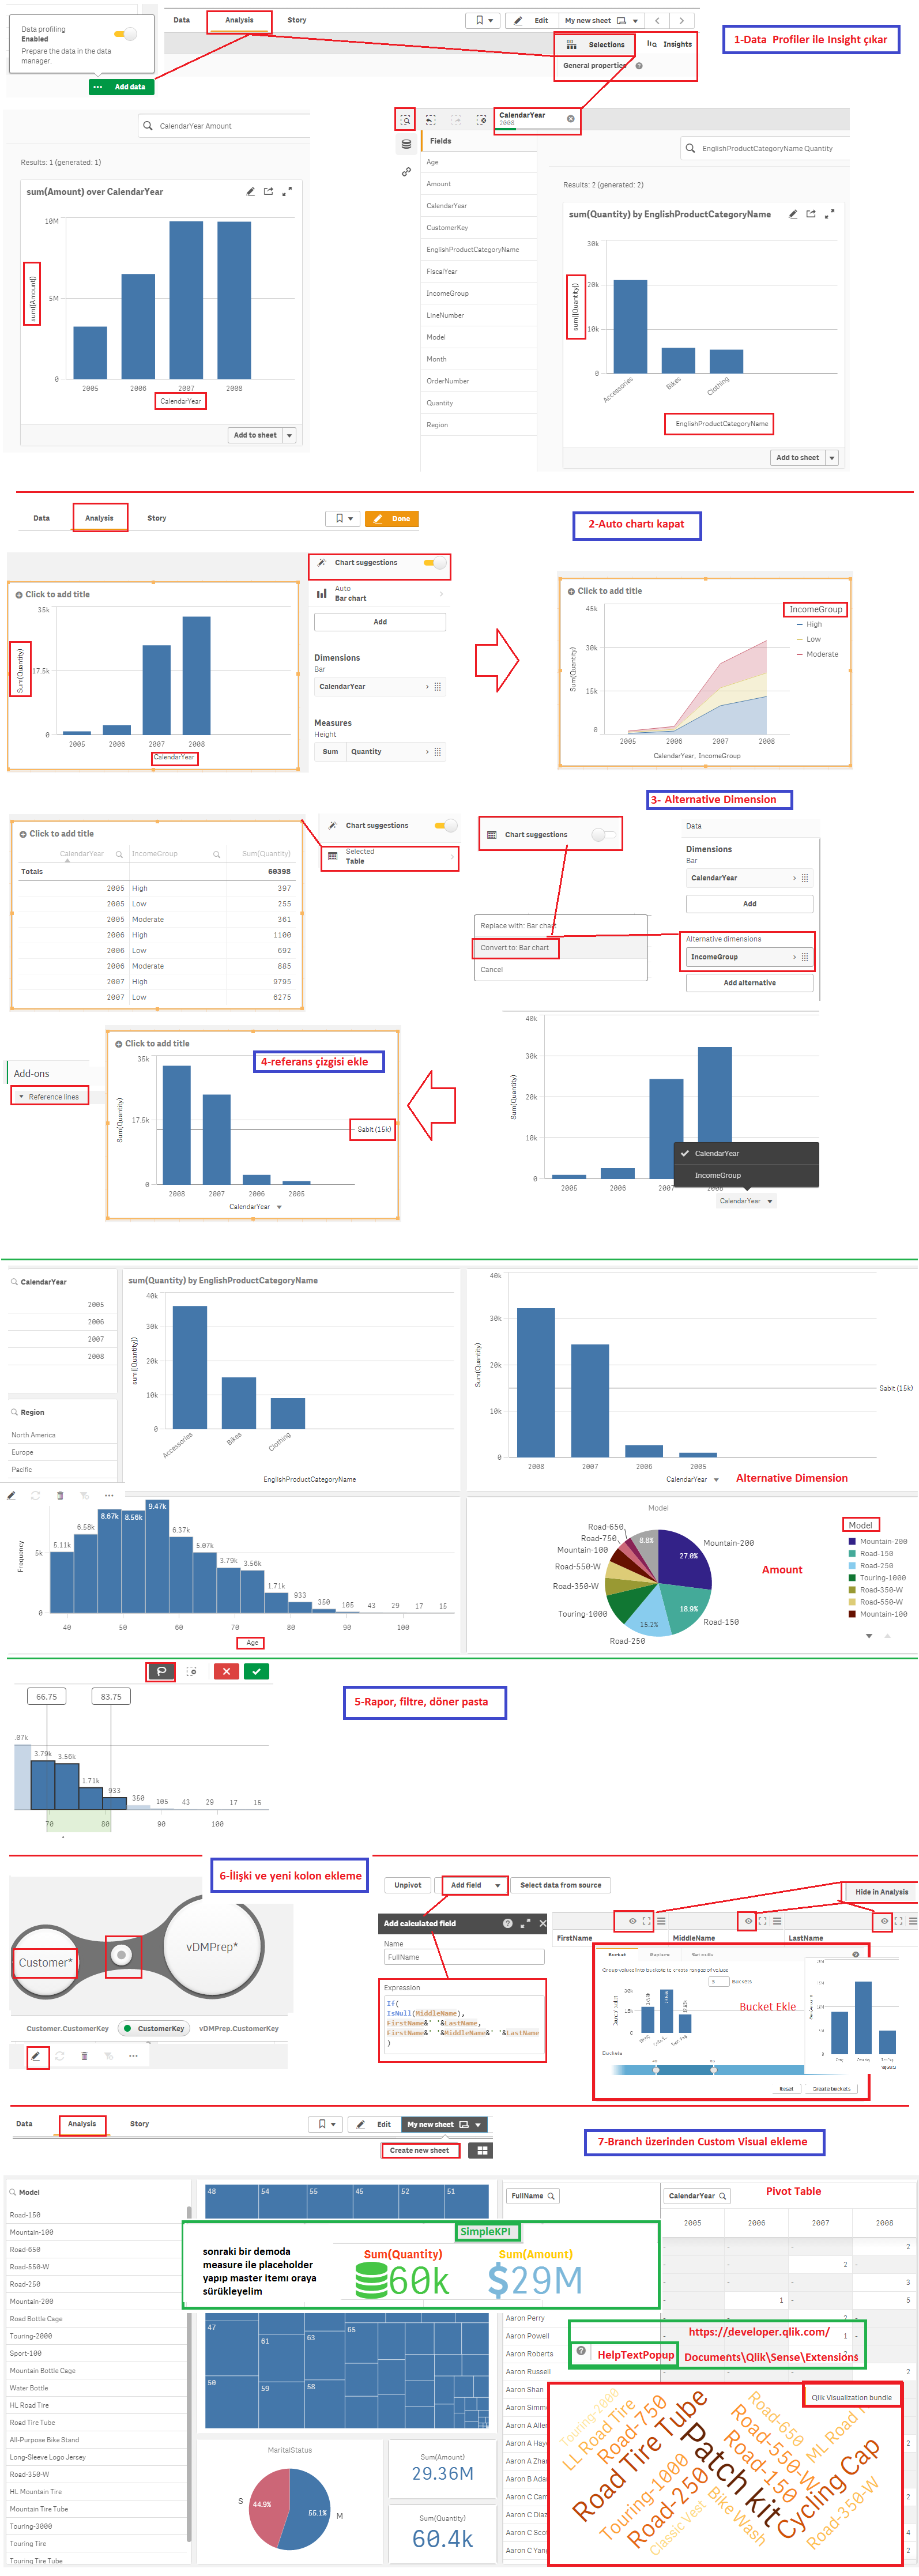 Data profiling
Enabled
Prepare the data in the data
manager.
Add data
Data Analysis Story
Edit My new sheet
Selections Insights
General properties
1-Data Profiler ile Insight çıkar
CalendarYear Amount
Results: 1 (generated: 1)
sum(Amount) over CalendarYear
10M
5M
0
sum([Amount])
2005 2006 2007 2008
CalendarYear
Add to sheet
CalendarYear
2008
Fields
Age
Amount
CalendarYear
CustomerKey
EnglishProductCategoryName
FiscalYear
IncomeGroup
LineNumber
Model
Month
OrderNumber
Quantity
Region
EnglishProductCategoryName Quantity
Results: 2 (generated: 2)
sum(Quantity) by EnglishProductCategoryName
30k
20k
10k
0
sum([Quantity])
Accessories Bikes Clothing
EnglishProductCategoryName
Add to sheet
Data Analysis Story
Done
2-Auto chartı kapat
Click to add title
35k
17.5k
0
Sum(Quantity)
2005 2006 2007 2008
CalendarYear
Chart suggestions
Auto
Bar chart
Add
Dimensions
Bar
CalendarYear
Measures
Height
Sum Quantity
Click to add title
45k
30k
15k
0
Sum(Quantity)
2005 2006 2007 2008
CalendarYear, IncomeGroup
IncomeGroup
High
Low
Moderate
3- Alternative Dimension
Click to add title
CalendarYear IncomeGroup Sum(Quantity)
Totals 60398
2005 High 397
2005 Low 255
2005 Moderate 361
2006 High 1100
2006 Low 692
2006 Moderate 885
2007 High 9795
2007 Low 6275
Chart suggestions
Selected
Table
Chart suggestions
Replace with: Bar chart
Convert to: Bar chart
Cancel
Data
Dimensions
Bar
CalendarYear
Add
Alternative dimensions
IncomeGroup
Add alternative
Add-ons
Reference lines
Click to add title
4-referans çizgisi ekle
35k
17.5k
0
Sum(Quantity)
Sabit (15k)
2008 2007 2006 2005
CalendarYear
40k
30k
10k
0
Sum(Quantity)
2005 2006 2007 2008
CalendarYear
IncomeGroup
CalendarYear
CalendarYear
2005
2006
2007
2008
Region
North America
Europe
Pacific
sum(Quantity) by EnglishProductCategoryName
40k
30k
20k
10k
0
sum([Quantity])
Accessories Bikes Clothing
EnglishProductCategoryName
40k
30k
20k
10k
0
Sum(Quantity)
Sabit (15k)
2008 2007 2006 2005
CalendarYear
Alternative Dimension
Frequency
5k
0
5.11k 6.58k 8.67k 8.56k 9.47k 6.37k 5.07k 3.79k 3.56k 1.71k 933 350 105 43 29 17 15
40 50 60 70 80 90 100
Age
Model
Road-650
Road-750
Mountain-100
Road-550-W
Road-350-W
Touring-1000
Road-250
Road-150
Mountain-200
8.8%
27.0%
18.9%
15.2%
Amount
Model
Mountain-200
Road-150
Road-250
Touring-1000
Road-350-W
Road-550-W
Mountain-100
66.75 83.75
5-Rapor, filtre, döner pasta
.07k 3.79k 3.56k 1.71k 933 350 105 43 29 17 15
70 80 90 100
6-İlişki ve yeni kolon ekleme
Customer*
vDMPrep*
Customer.CustomerKey CustomerKey vDMPrep.CustomerKey
Unpivot Add field Select data from source
Hide in Analysis
Add calculated field
Name
FullName
Expression
If(
IsNull(MiddleName),
FirstName&' '&LastName,
FirstName&' '&MiddleName&' '&LastName
)
FirstName MiddleName LastName
Bucket
Buckets
Bucket Ekle
Reset Create buckets
Data Analysis Story
Edit My new sheet
Create new sheet
7-Branch üzerinden Custom Visual ekleme
Model
Road-150
Mountain-100
Road-650
Road-550-W
Road-250
Mountain-200
Road Bottle Cage
Touring-2000
Sport-100
Mountain Bottle Cage
Water Bottle
HL Road Tire
Road Tire Tube
All-Purpose Bike Stand
Long-Sleeve Logo Jersey
Road-350-W
HL Mountain Tire
Mountain Tire Tube
Touring-3000
Touring Tire
Touring Tire Tube
48 54 55 45 52 51
SimpleKPI
sonraki bir demoda
measure ile placeholder
yapıp master itemı oraya
sürükleyelim
Sum(Quantity)
60k
Sum(Amount)
$29M
47
61 63 65
50
59 58
MaritalStatus
S
44.9%
55.1%
M
Sum(Amount)
29.36M
Sum(Quantity)
60.4k
FullName
CalendarYear
Pivot Table
2005 2006 2007 2008
- - - 2
- - 2 -
- - - 3
- 1 - 5
Aaron Perry
Aaron Powell
Aaron Roberts
Aaron Russell
Aaron Shan
Aaron A Allen
https://developer.qlik.com/
HelpTextPopup
Documents\Qlik\Sense\Extensions
Qlik Visualization bundle
Touring-2000
LL Road Tire
Road-750
Road Tire Tube
Touring-1000
Road-250
Classic Vest
Patch kit
Bike Wash
Road-650
Road-550-W
Road-150
Cycling Cap
Road-350-W